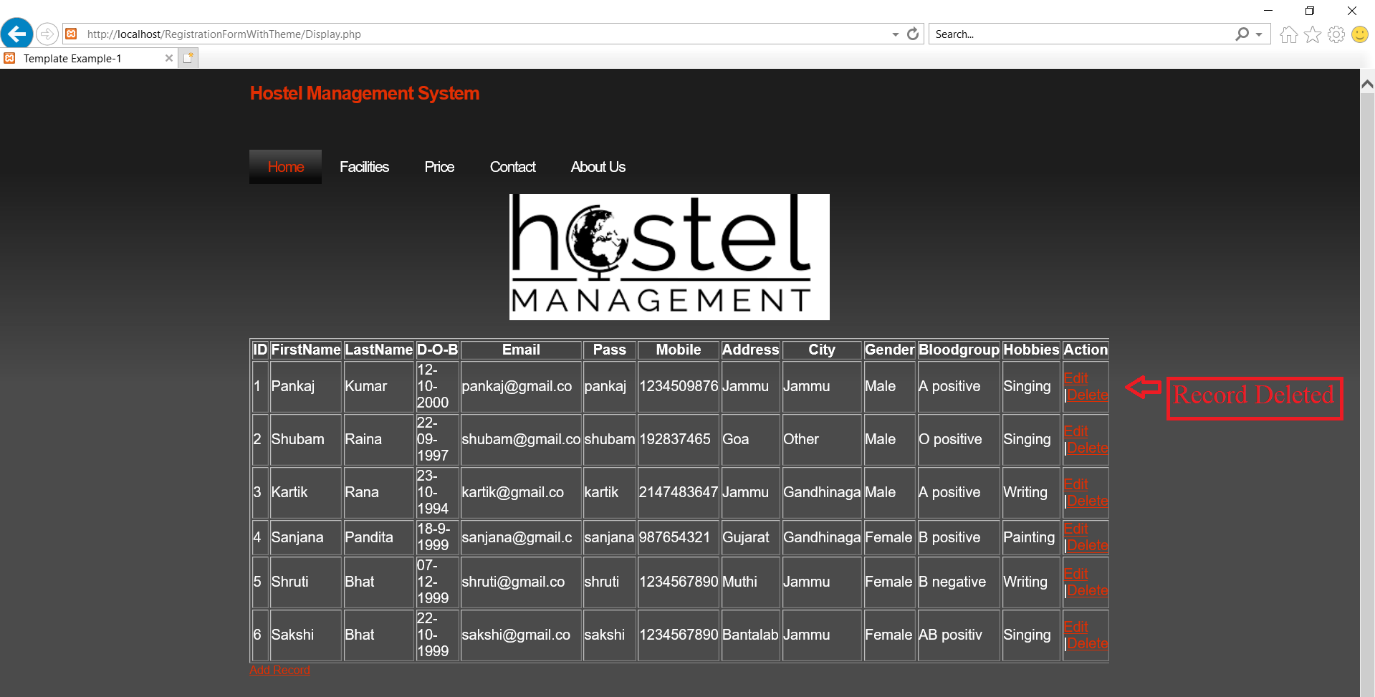 http://localhost/RegistrationFormWithTheme/Display.php
Search...
Template Example-1
Hostel Management System
Home Facilities Price Contact About Us
hostel
MANAGEMENT
ID FirstName LastName D-O-B Email Pass Mobile Address City Gender Bloodgroup Hobbies Action
1 Pankaj Kumar 12-10-2000 pankaj@gmail.co pankaj 1234509876 Jammu Jammu Male A positive Singing Edit |Delete
Record Deleted
2 Shubam Raina 22-09-1997 shubam@gmail.co shubam 192837465 Goa Other Male O positive Singing Edit |Delete
3 Kartik Rana 23-10-1994 kartik@gmail.co kartik 2147483647 Jammu Gandhinaga Male A positive Writing Edit |Delete
4 Sanjana Pandita 18-9-1999 sanjana@gmail.c sanjana 987654321 Gujarat Gandhinaga Female B positive Painting Edit |Delete
5 Shruti Bhat 07-12-1999 shruti@gmail.co shruti 1234567890 Muthi Jammu Female B negative Writing Edit |Delete
6 Sakshi Bhat 22-10-1999 sakshi@gmail.co sakshi 1234567890 Bantalab Jammu Female AB positiv Singing Edit |Delete
Add Record